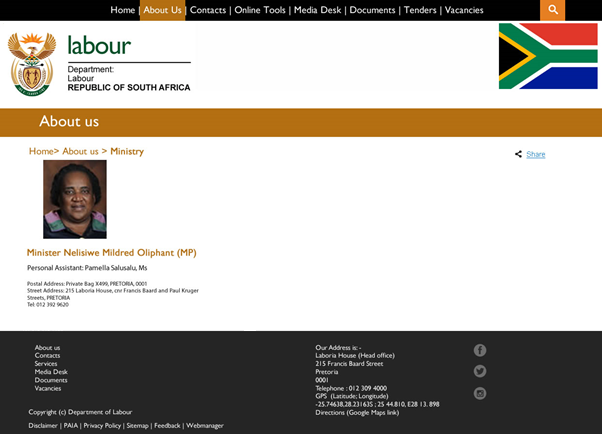 Home | About Us | Contacts | Online Tools | Media Desk | Documents | Tenders | Vacancies
labour
Department:
Labour
REPUBLIC OF SOUTH AFRICA
About us
Home> About us > Ministry
Share
Minister Nelisiwe Mildred Oliphant (MP)
Personal Assistant: Pamella Salusalu, Ms
Postal Address: Private Bag X499, PRETORIA, 0001
Street Address: 215 Laboria House, cnr Francis Baard and Paul Kruger
Streets, PRETORIA
Tel: 012 392 9620
About us
Contacts
Services
Media Desk
Documents
Vacancies
Copyright (c) Department of Labour
Disclaimer | PAIA | Privacy Policy | Sitemap | Feedback | Webmanager
Our Address is: -
Laboria House (Head office)
215 Francis Baard Street
Pretoria
0001
Telephone : 012 309 4000
GPS (Latitude; Longitude)
-25.74638,28.231635 ; 25 44.810, E28 13. 898
Directions (Google Maps link)